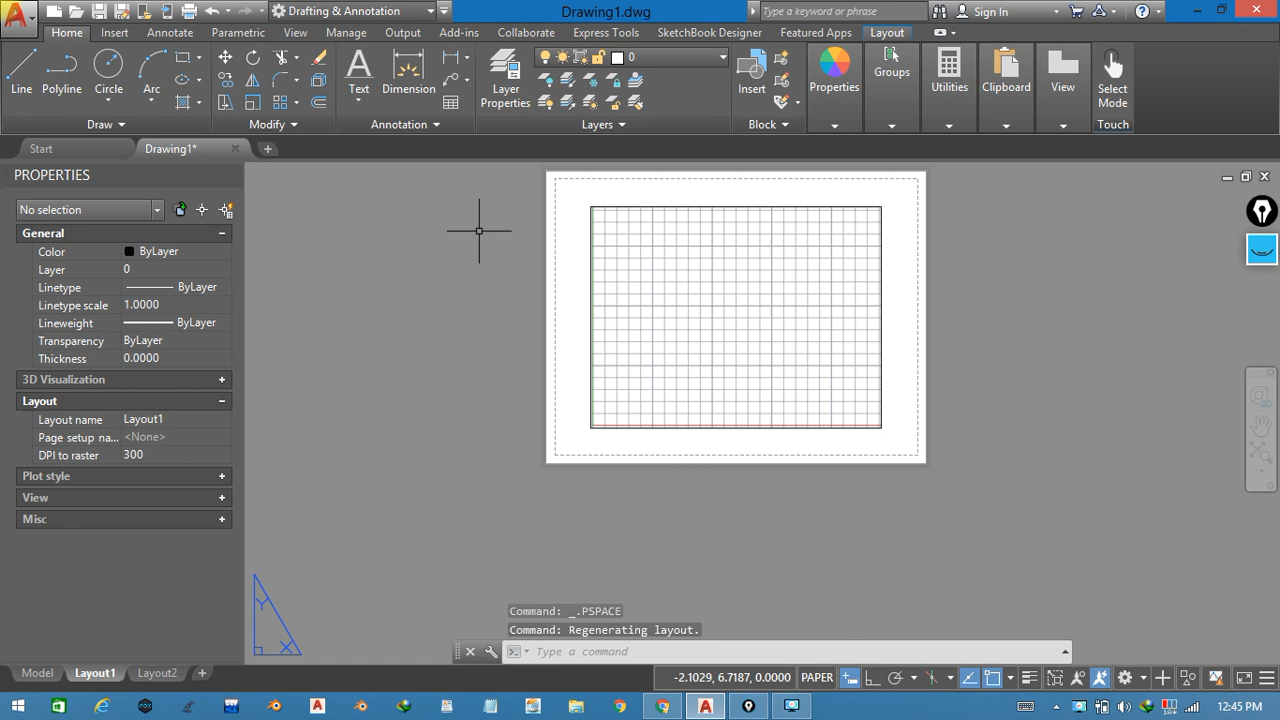 Drafting & Annotation
Drawing1.dwg
Type a keyword or phrase
Sign In
Home
Insert
Annotate
Parametric
View
Manage
Output
Add-ins
Collaborate
Express Tools
SketchBook Designer
Featured Apps
Layout
Line
Polyline
Circle
Arc
Text
Dimension
Layer
Properties
0
Insert
Properties
Groups
Utilities
Clipboard
View
Select
Mode
Draw
Modify
Annotation
Layers
Block
Touch
Start
Drawing1*
PROPERTIES
No selection
General
Color ByLayer
Layer 0
Linetype ByLayer
Linetype scale 1.0000
Lineweight ByLayer
Transparency ByLayer
Thickness 0.0000
3D Visualization
Layout
Layout name Layout1
Page setup na... <None>
DPI to raster 300
Plot style
View
Misc
Y
X
Command: _.PSPACE
Command: Regenerating layout.
Type a command
Model
Layout1
Layout2
-2.1029, 6.7187, 0.0000
PAPER
12:45 PM